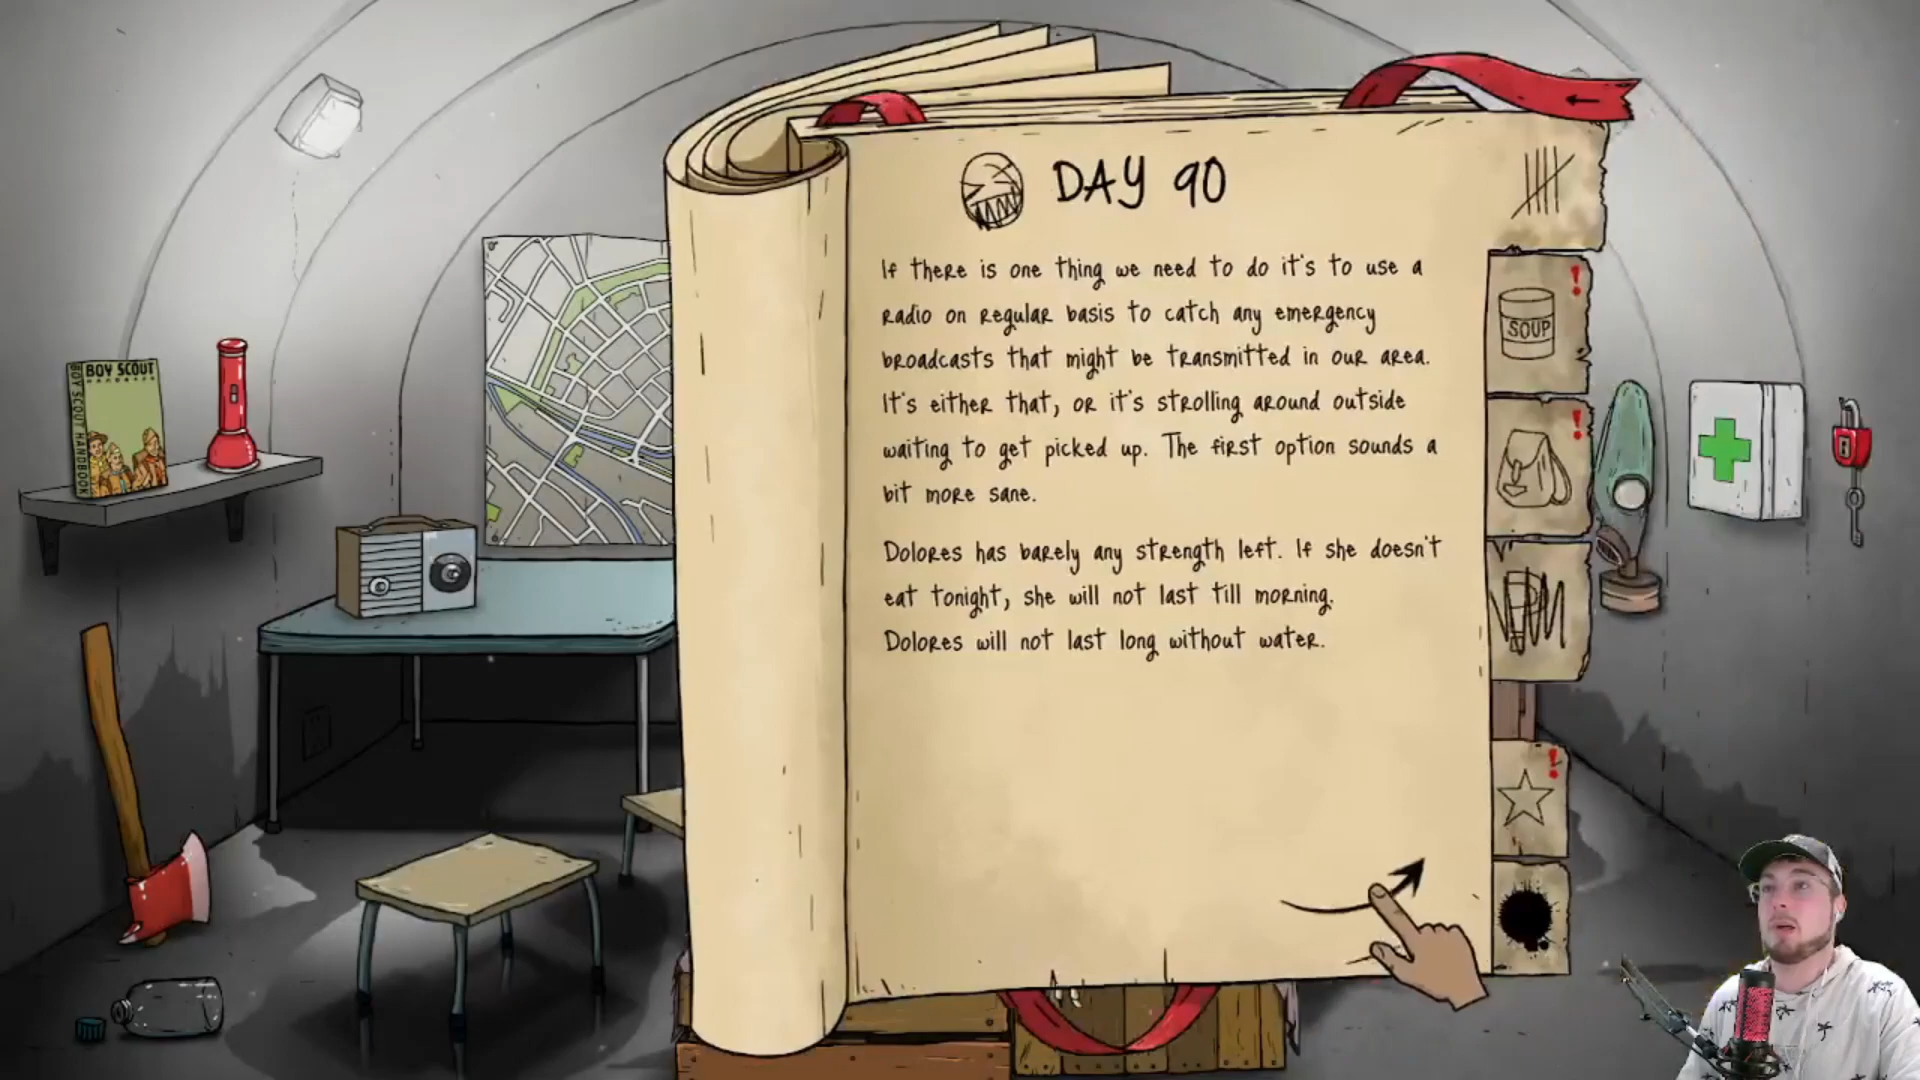 DAY 90
If there is one thing we need to do it's to use a
radio on regular basis to catch any emergency
broadcasts that might be transmitted in our area.
It's either that, or it's strolling around outside
waiting to get picked up. The first option sounds a
bit more sane.
Dolores has barely any strength left. If she doesn't
eat tonight, she will not last till morning.
Dolores will not last long without water.
BOY SCOUT
BOY SCOUT HANDBOOK
!
SOUP
!
!